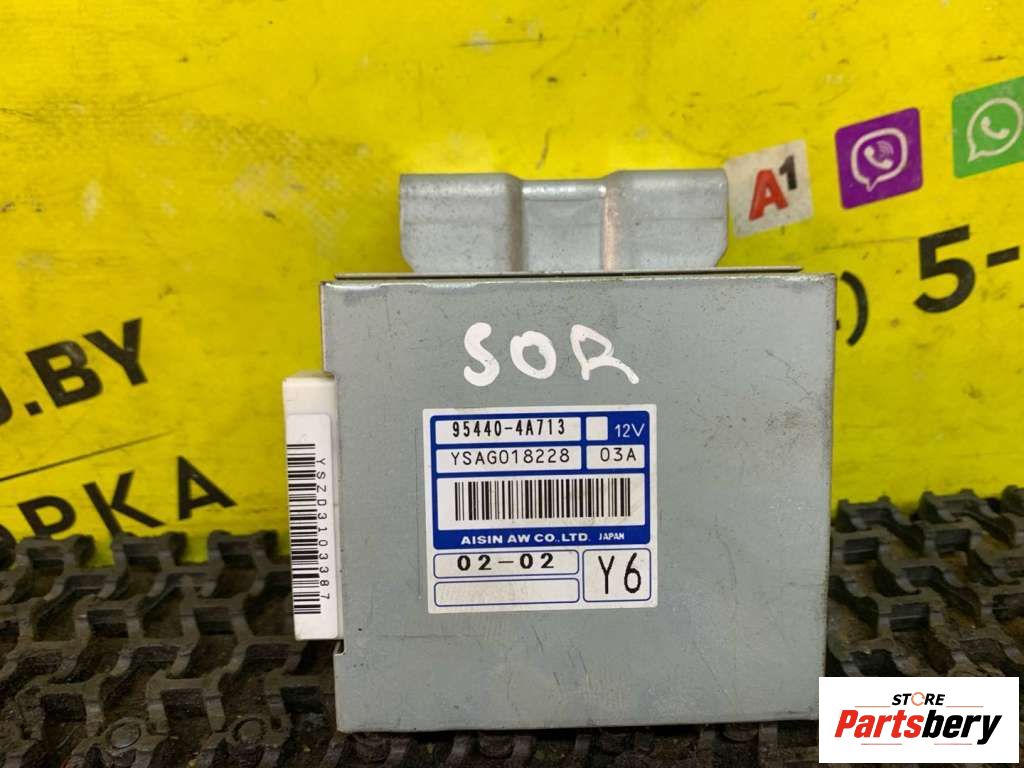 A1
5-
.BY
ОРКА
SOR
95440-4A713 12V
YSAG018228 03A
AISIN AW CO.,LTD. JAPAN
02-02
Y6
YSZD3103387
STORE
Partsbery